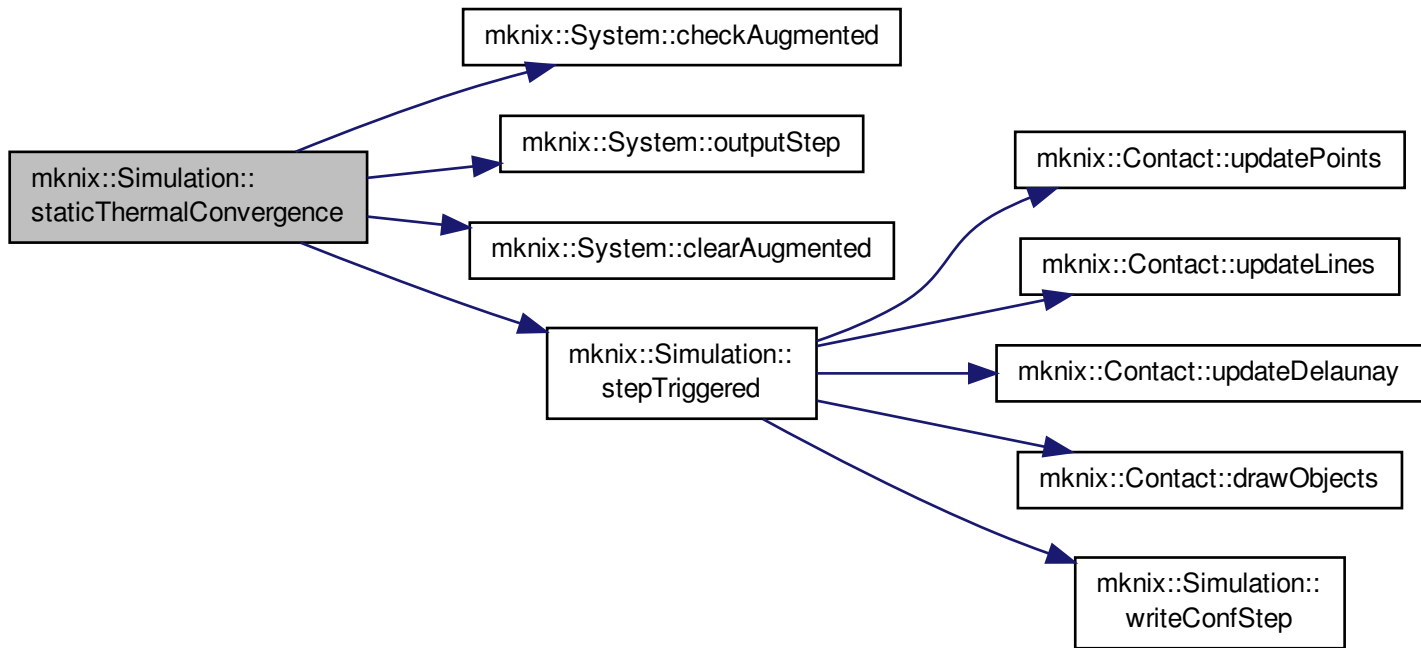 mknix::System::checkAugmented
mknix::System::outputStep
mknix::Simulation::
staticThermalConvergence
mknix::System::clearAugmented
mknix::Simulation::
stepTriggered
mknix::Contact::updatePoints
mknix::Contact::updateLines
mknix::Contact::updateDelaunay
mknix::Contact::drawObjects
mknix::Simulation::
writeConfStep